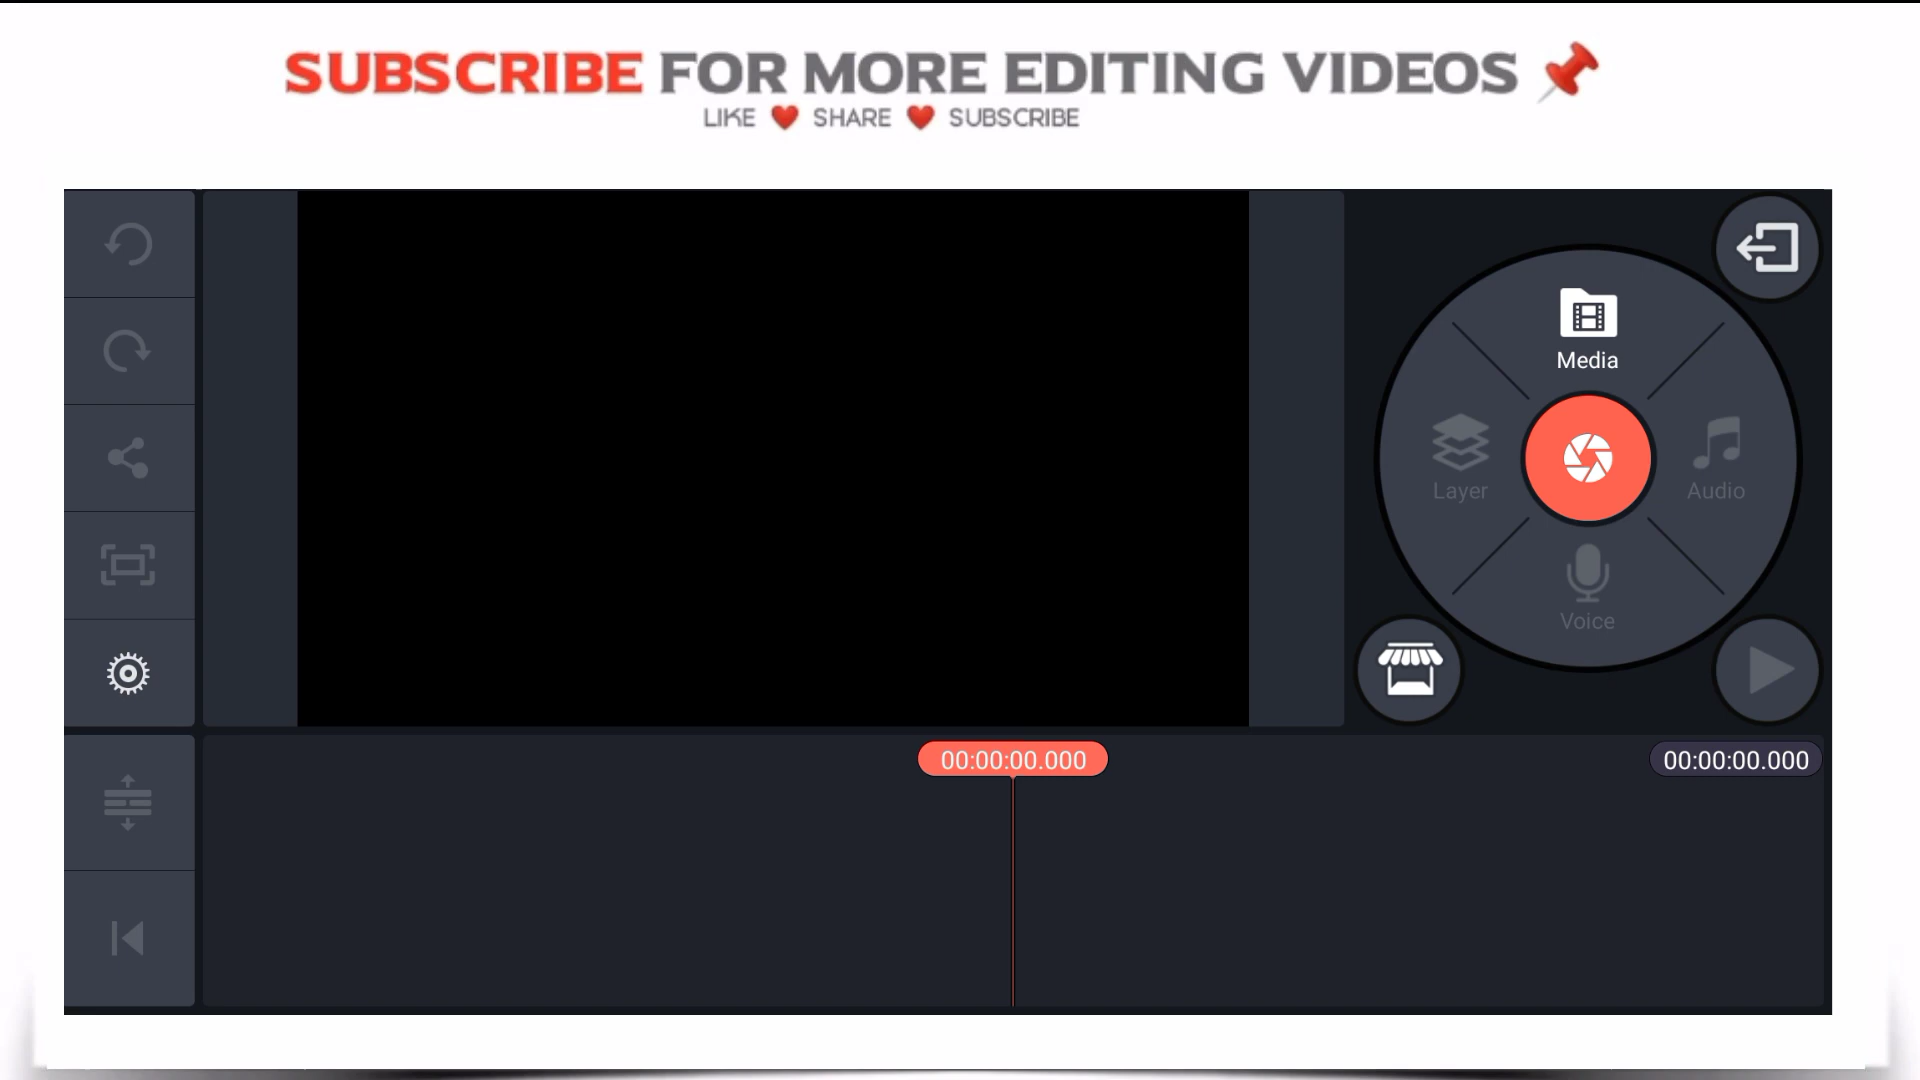 SUBSCRIBE FOR MORE EDITING VIDEOS
LIKE SHARE SUBSCRIBE
Media
Layer
Audio
Voice
00:00:00.000
00:00:00.000